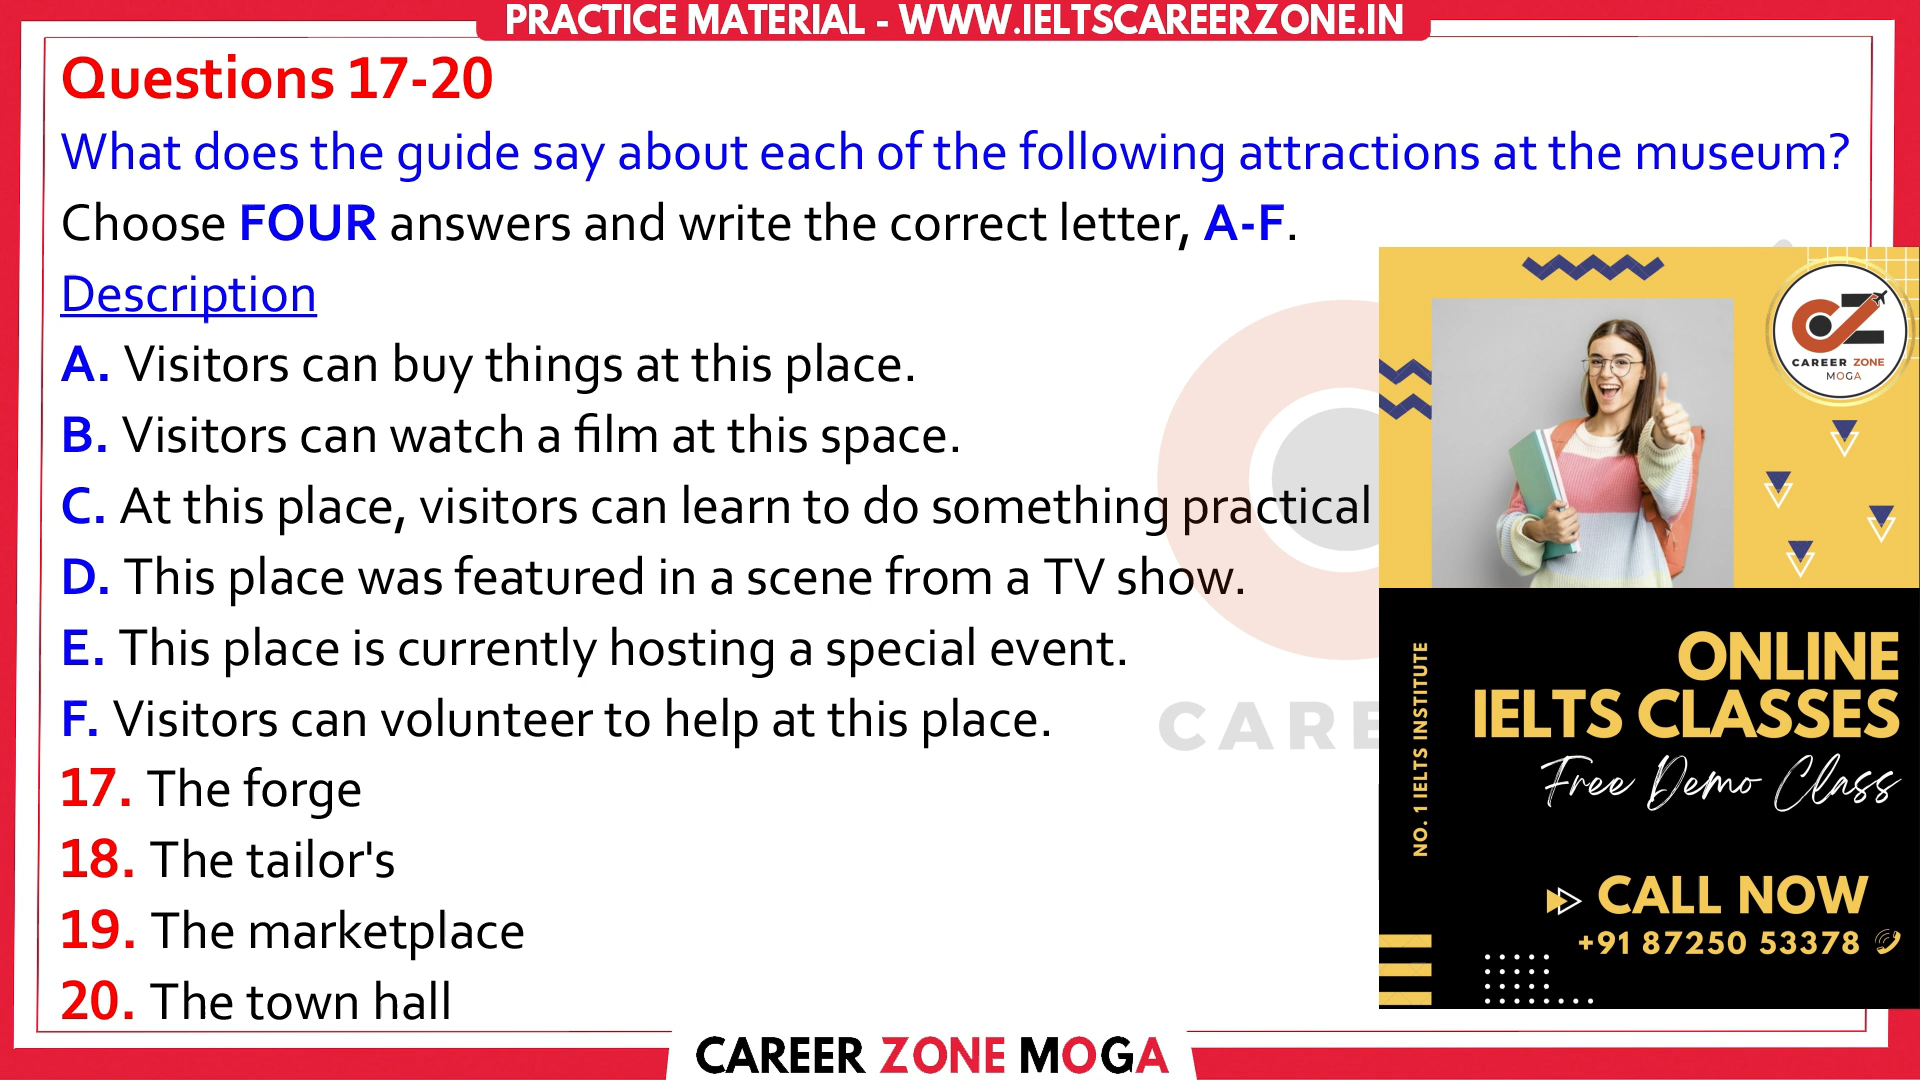 PRACTICE MATERIAL - WWW.IELTSCAREERZONE.IN
Questions 17-20
What does the guide say about each of the following attractions at the museum?
Choose FOUR answers and write the correct letter, A-F.
Description
A. Visitors can buy things at this place.
B. Visitors can watch a film at this space.
C. At this place, visitors can learn to do something practical
D. This place was featured in a scene from a TV show.
E. This place is currently hosting a special event.
F. Visitors can volunteer to help at this place.
17. The forge
18. The tailor's
19. The marketplace
20. The town hall
CARE
CZ
CAREER ZONE
MOGA
NO. 1 IELTS INSTITUTE
ONLINE
IELTS CLASSES
Free Demo Class
CALL NOW
+91 87250 53378
CAREER ZONE MOGA